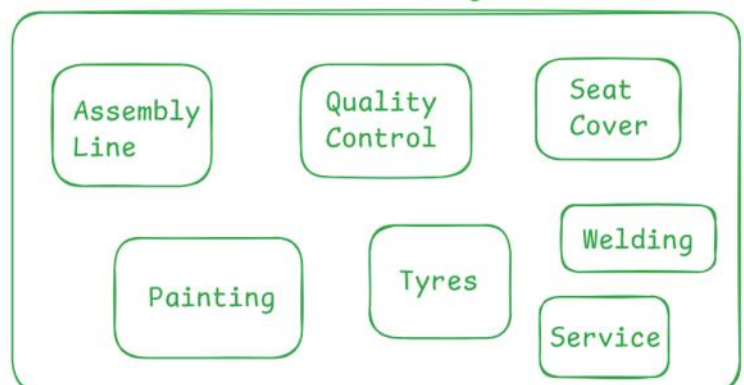 Assembly
Line
Quality
Control
Seat
Cover
Painting
Tyres
Welding
Service